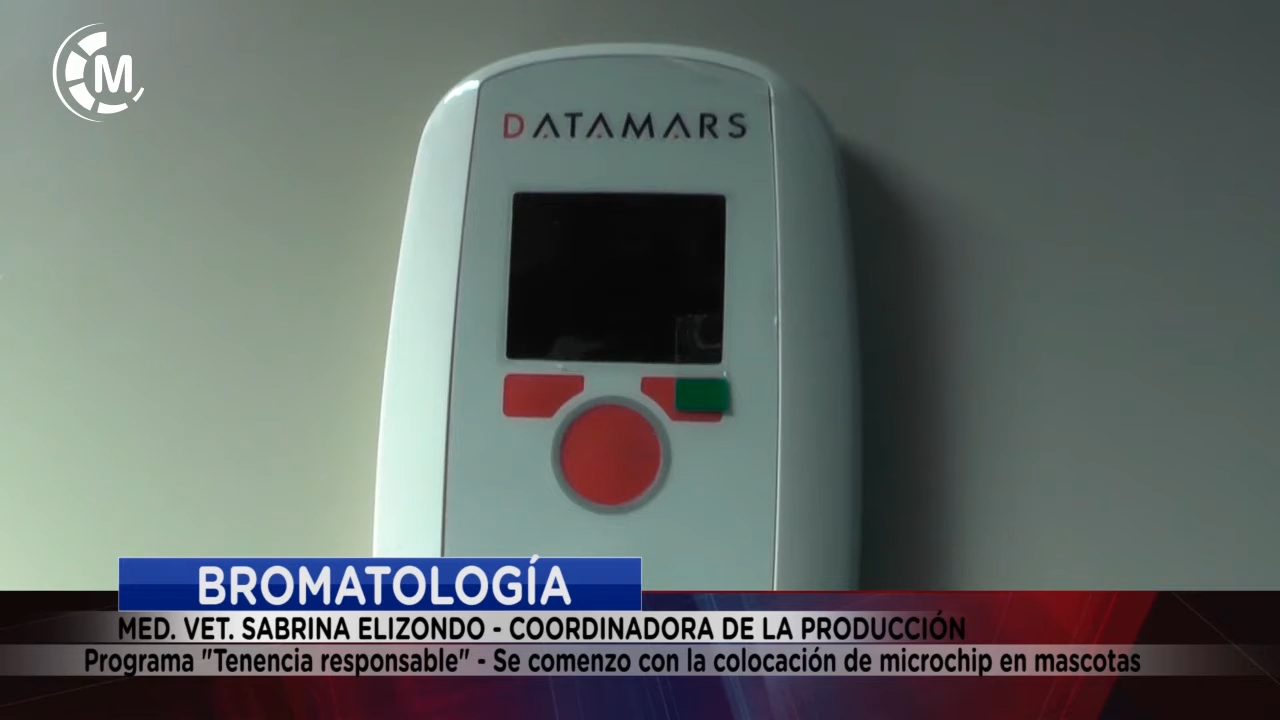 M
DATAMARS
BROMATOLOGÍA
MED. VET. SABRINA ELIZONDO - COORDINADORA DE LA PRODUCCIÓN
Programa "Tenencia responsable" - Se comenzo con la colocación de microchip en mascotas